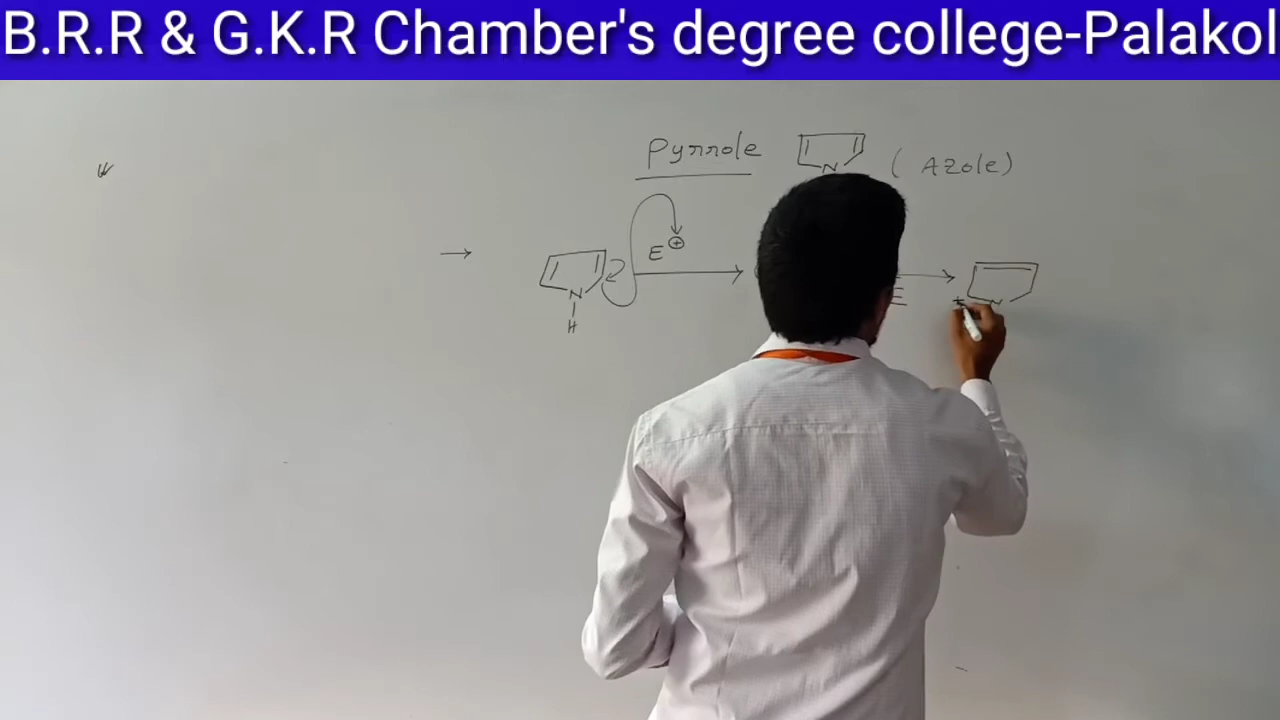 B.R.R & G.K.R Chamber's degree college-Palakol
Pyrrole N (Azole)
→ N H E⊕ E